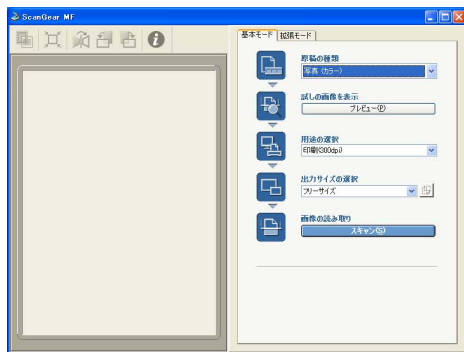 ScanGear MF
基本モード 拡張モード
原稿の種類
写真(カラー)
試しの画像を表示
プレビュー(P)
用途の選択
印刷(300dpi)
出力サイズの選択
フリーサイズ
画像の読み取り
スキャン(S)